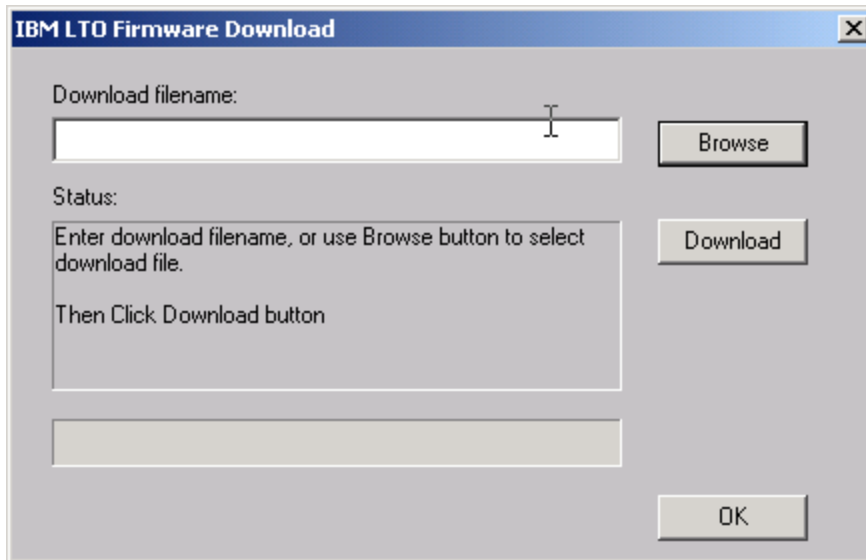 IBM LTO Firmware Download
Download filename:
Browse
Status:
Enter download filename, or use Browse button to select
download file.
Then Click Download button
Download
OK